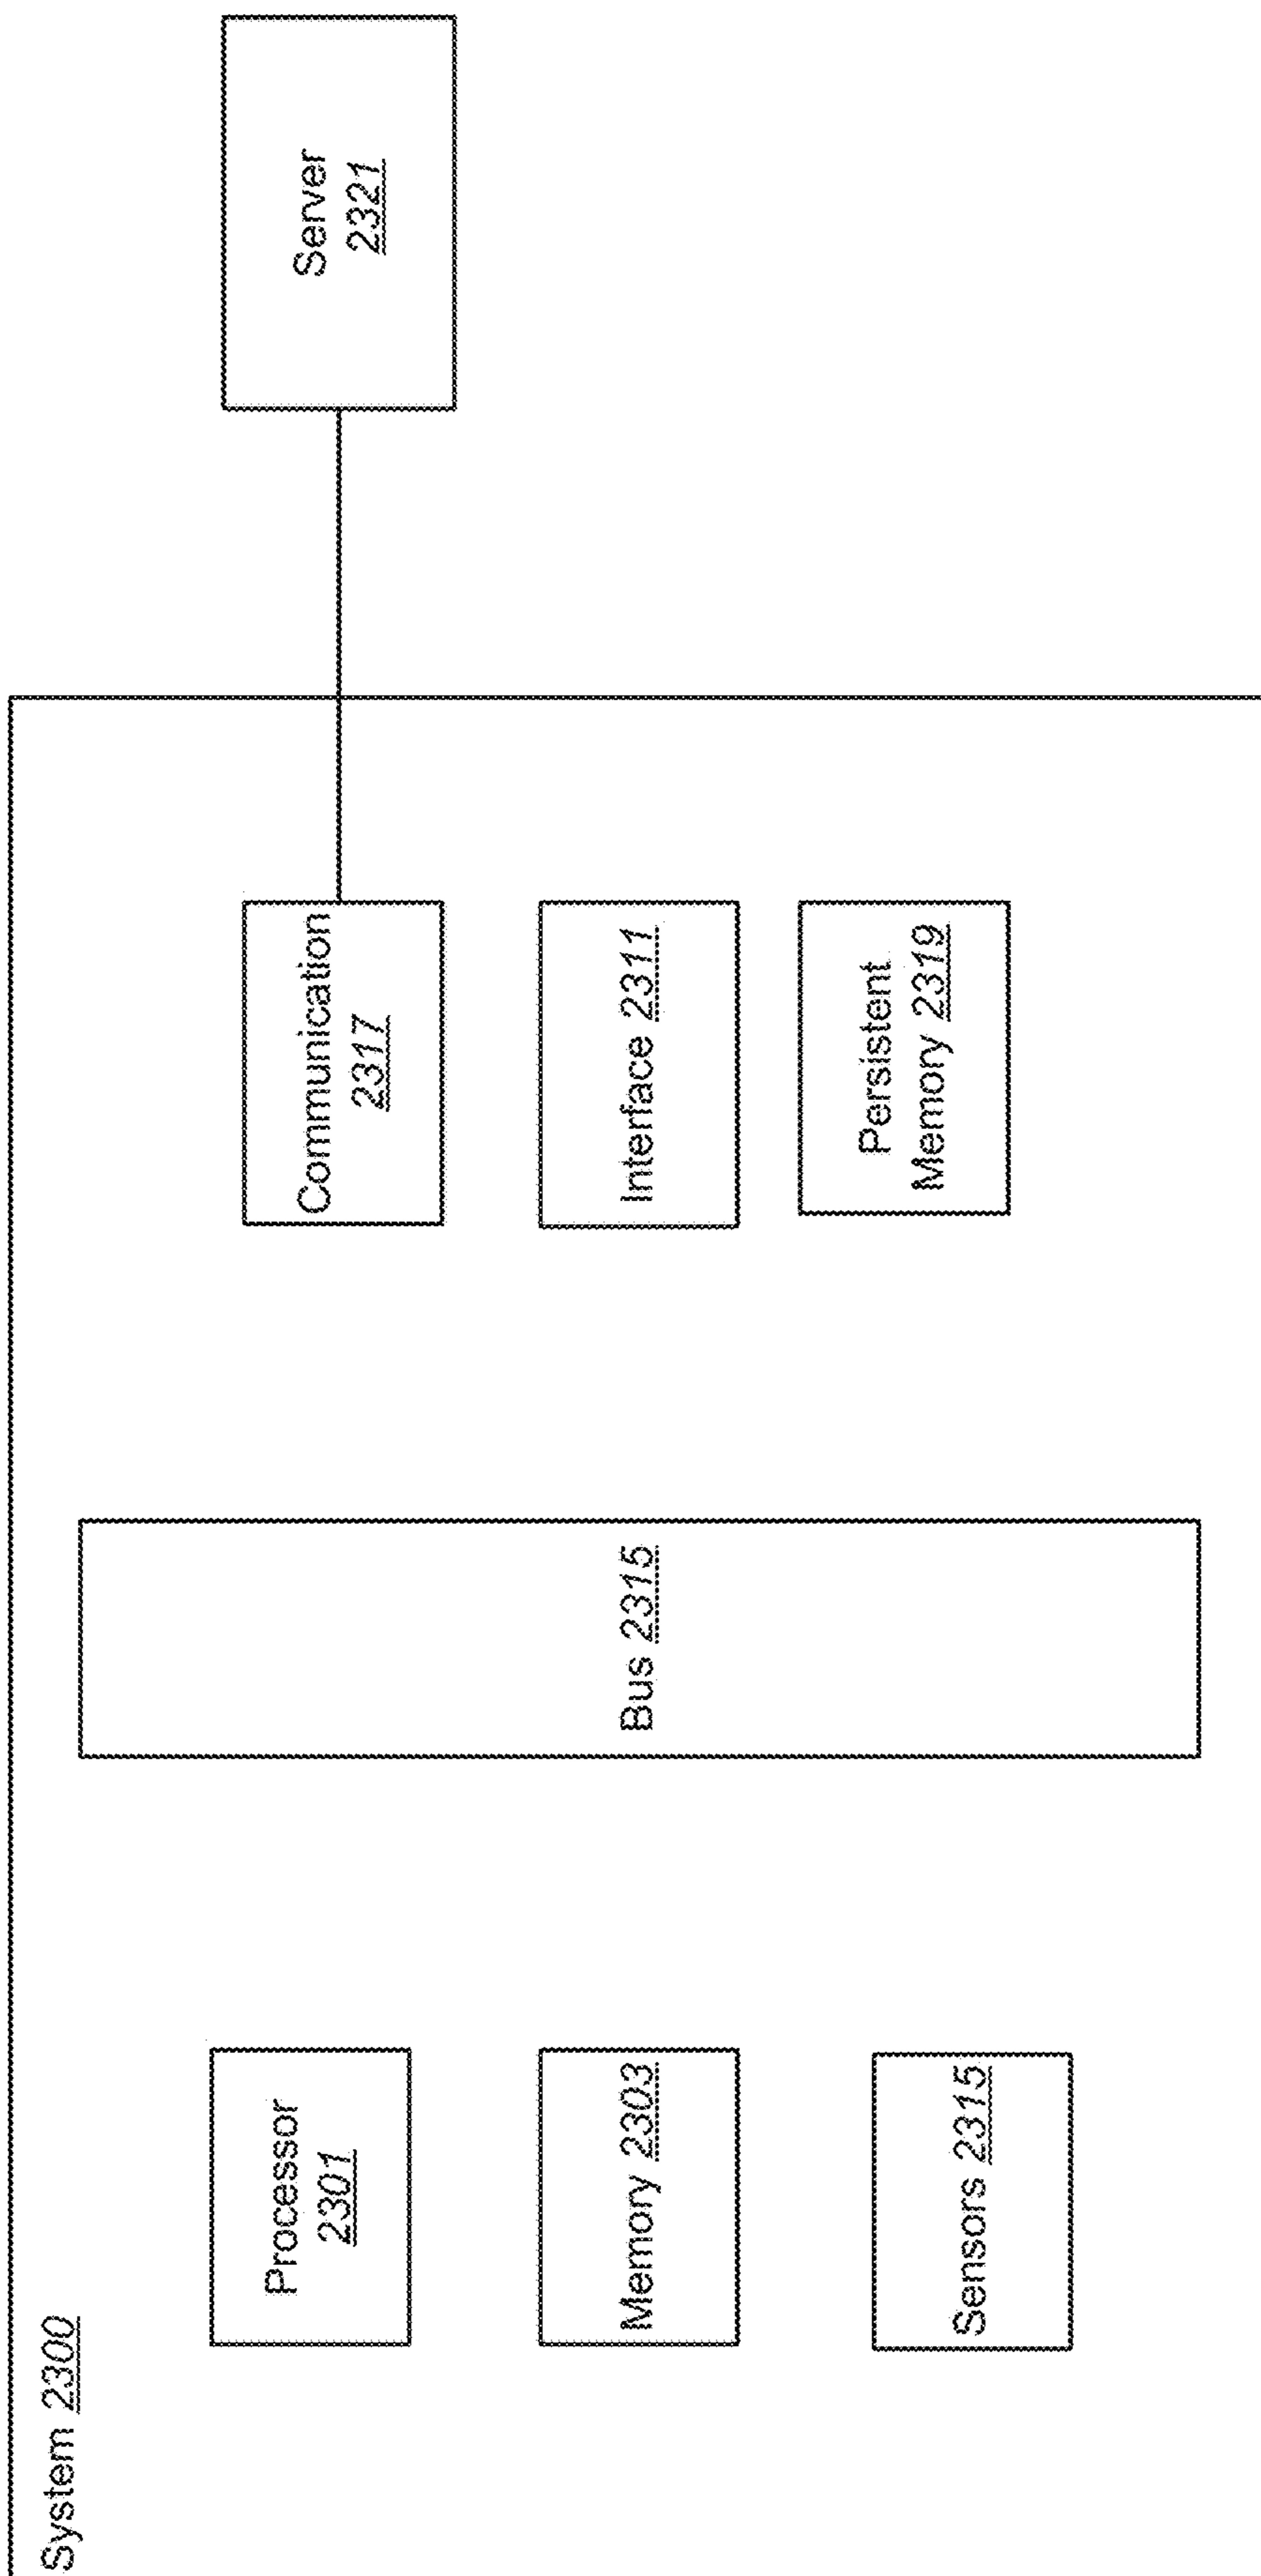 System 2300
Processor
2301
Memory 2303
Sensors 2315
Bus 2315
Communication
2317
Interface 2311
Persistent
Memory 2319
Server
2321